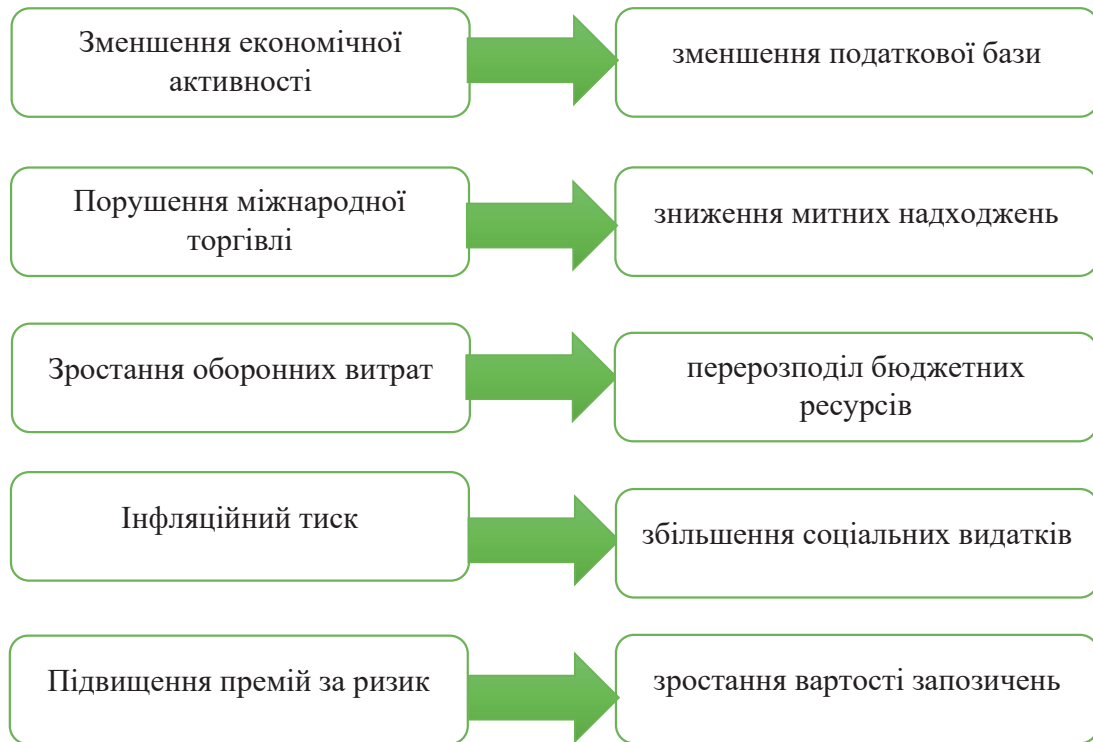 Зменшення економічної
активності
зменшення податкової бази
Порушення міжнародної
торгівлі
зниження митних надходжень
Зростання оборонних витрат
перерозподіл бюджетних
ресурсів
Інфляційний тиск
збільшення соціальних видатків
Підвищення премій за ризик
зростання вартості запозичень